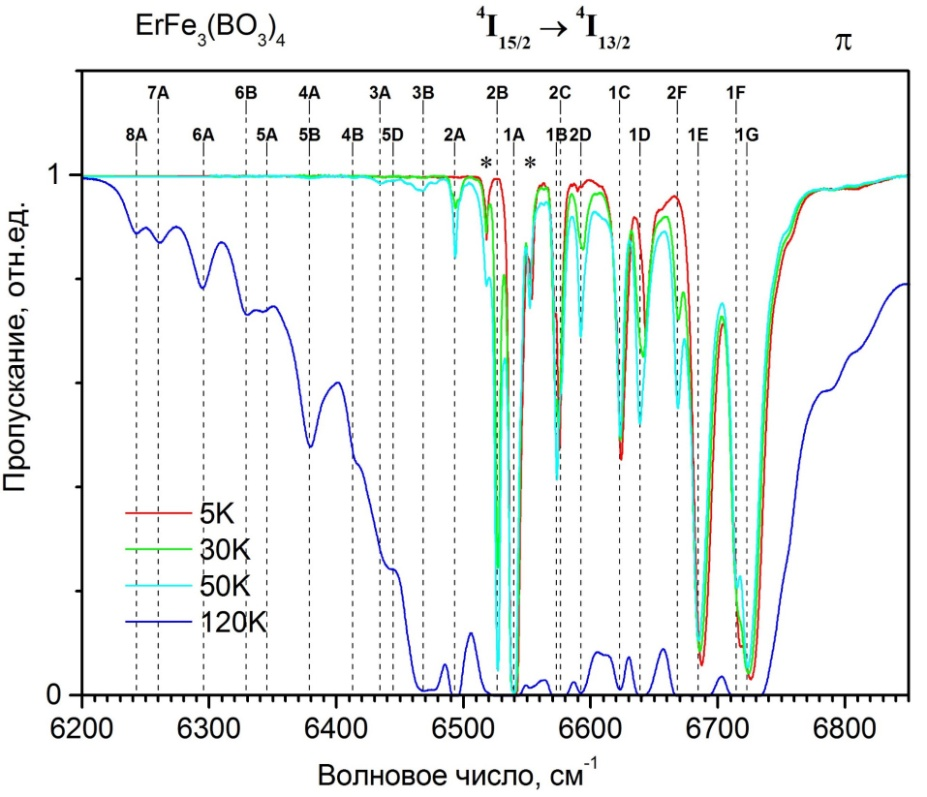 ErFe₃(BO₃)₄ ⁴I₁₅/₂ → ⁴I₁₃/₂ π
7A 6B 4A 3A 3B 2B 2C 1C 2F 1F
8A 6A 5A 5B 4B 5D 2A 1A 1B 2D 1D 1E 1G
* *
1
Пропускание, отн.ед.
5K
30K
50K
120K
0
6200 6300 6400 6500 6600 6700 6800
Волновое число, см⁻¹